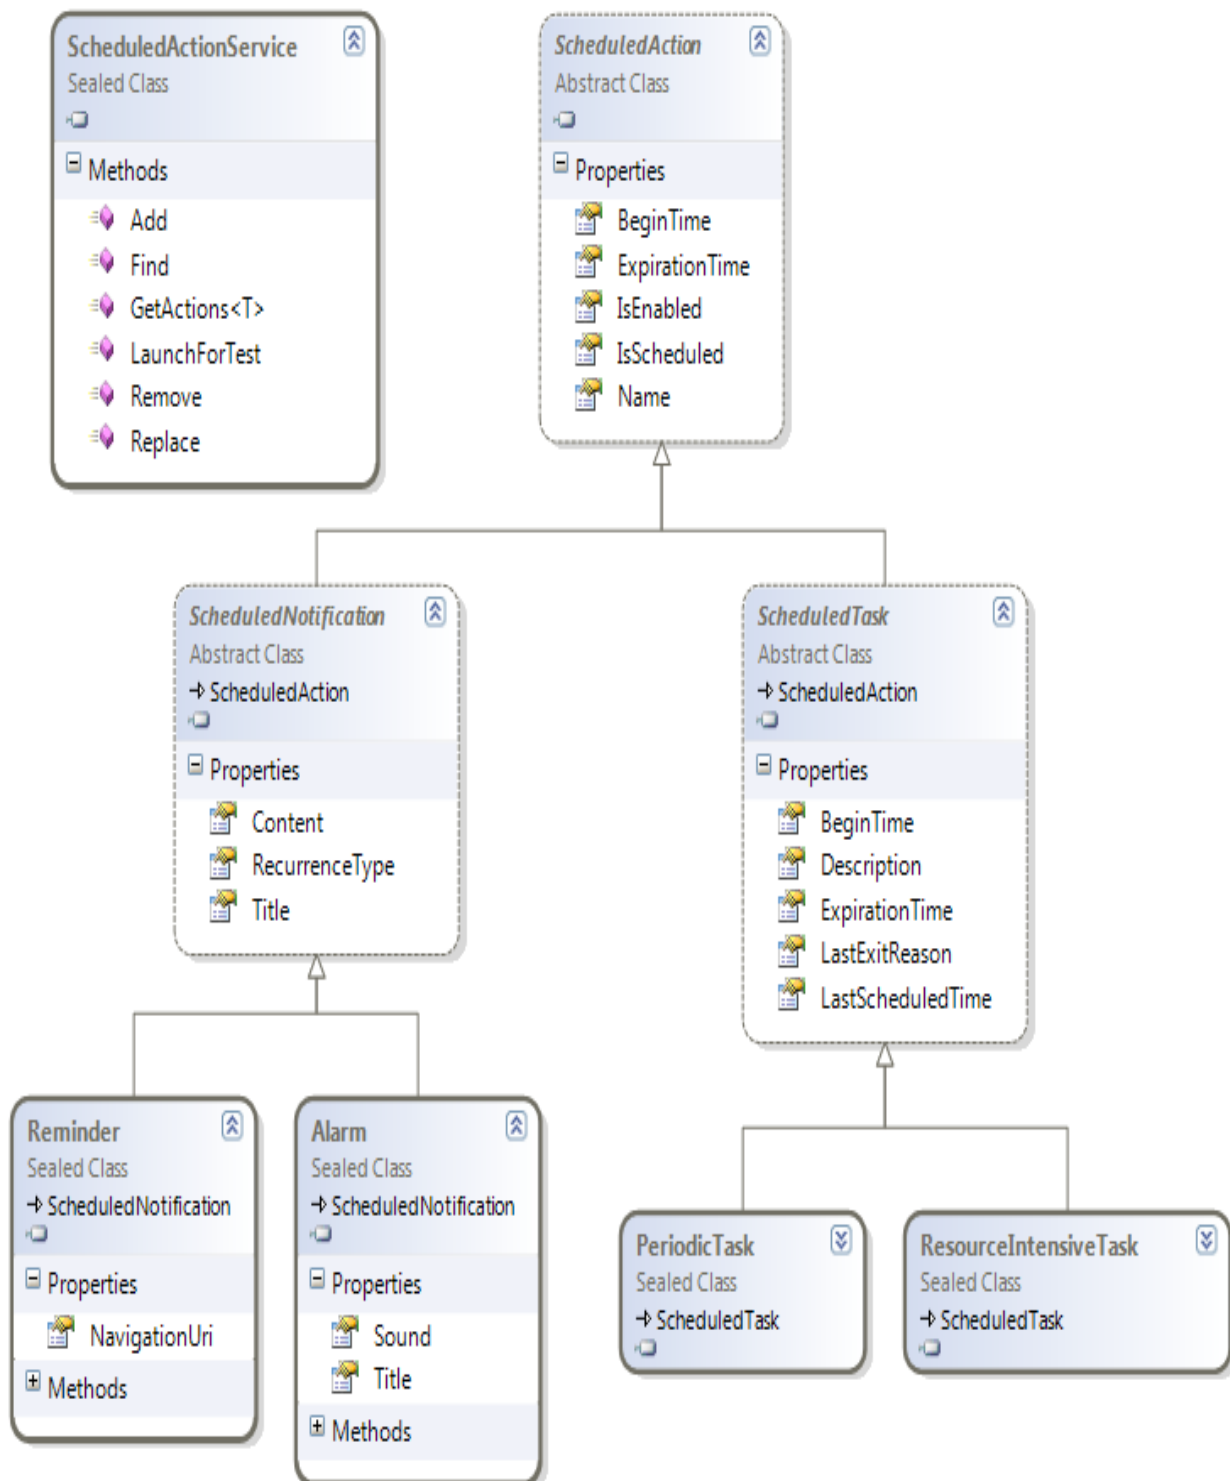 ScheduledActionService
Sealed Class
Methods
Add
Find
GetActions<T>
LaunchForTest
Remove
Replace
ScheduledAction
Abstract Class
Properties
BeginTime
ExpirationTime
IsEnabled
IsScheduled
Name
ScheduledNotification
Abstract Class
ScheduledAction
Properties
Content
RecurrenceType
Title
ScheduledTask
Abstract Class
ScheduledAction
Properties
BeginTime
Description
ExpirationTime
LastExitReason
LastScheduledTime
Reminder
Sealed Class
ScheduledNotification
Properties
NavigationUri
Methods
Alarm
Sealed Class
ScheduledNotification
Properties
Sound
Title
Methods
PeriodicTask
Sealed Class
ScheduledTask
ResourceIntensiveTask
Sealed Class
ScheduledTask